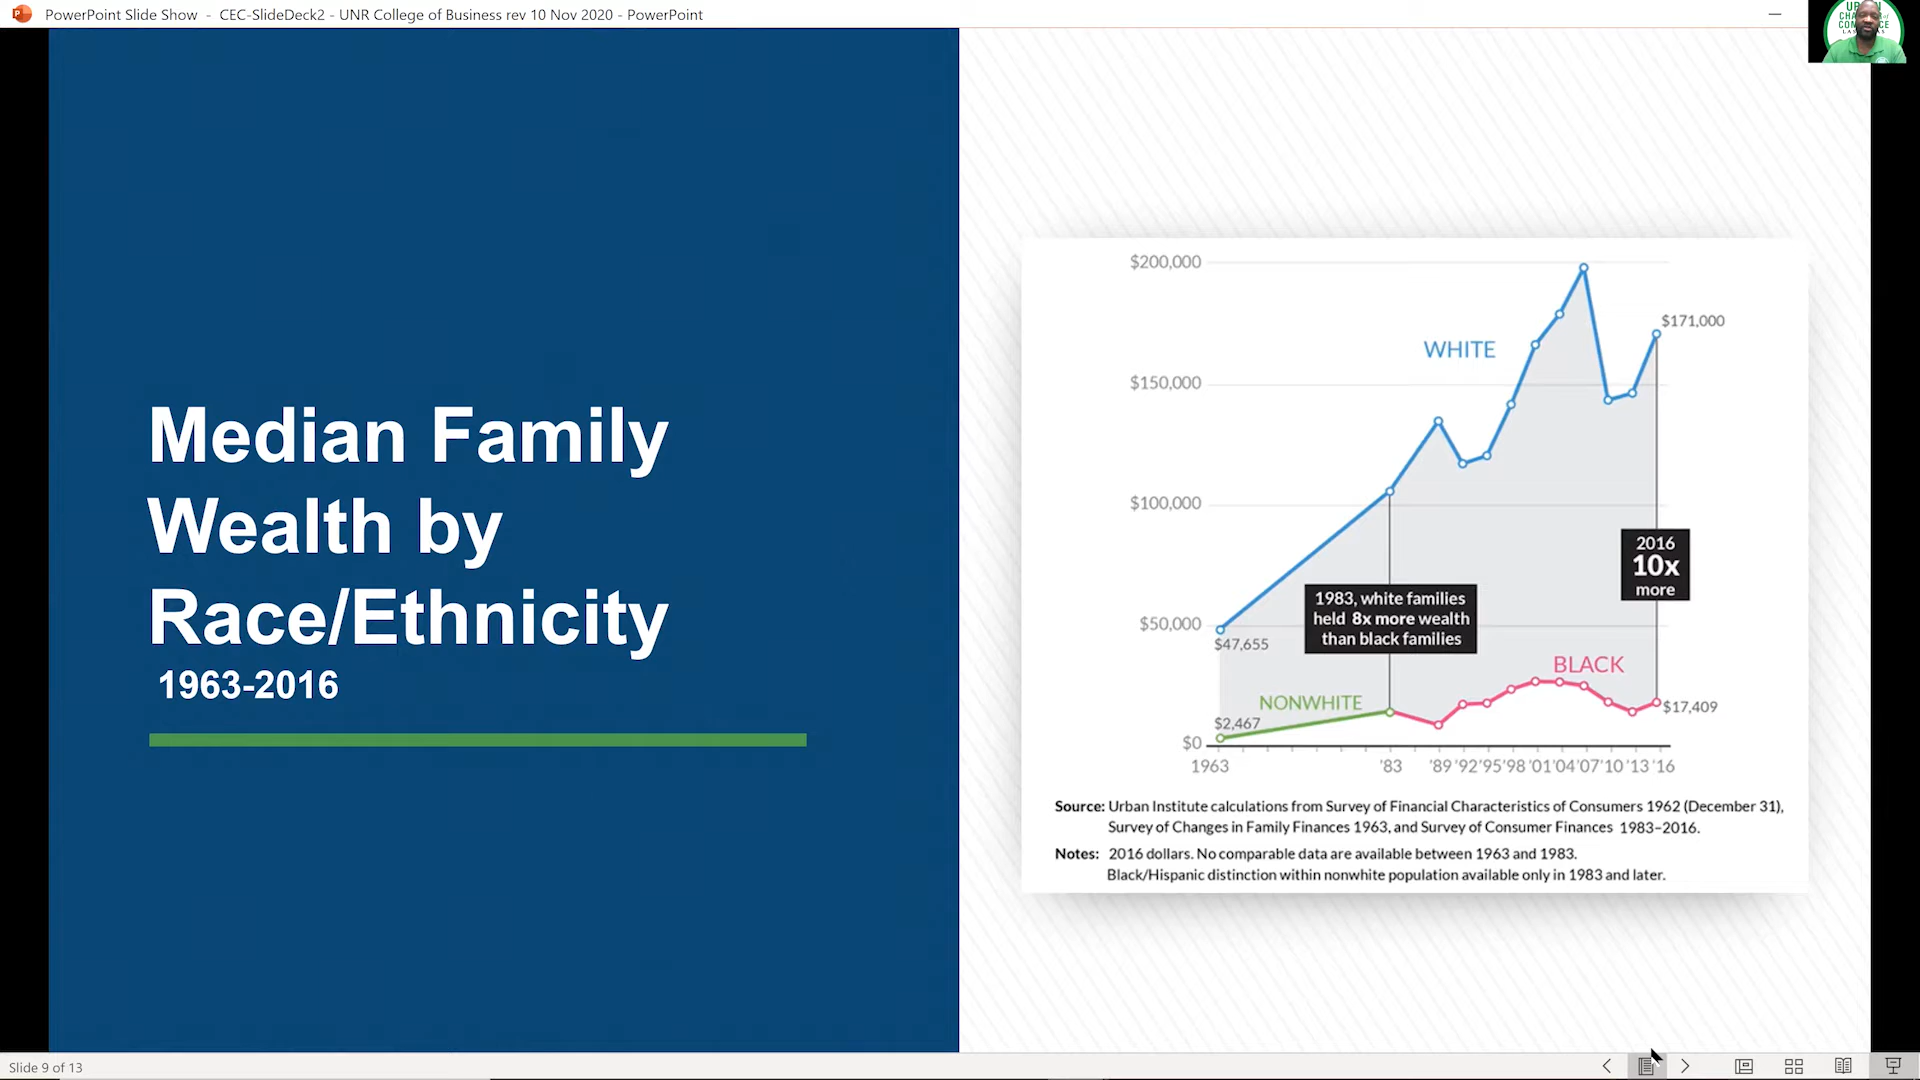 PowerPoint Slide Show - CEC-SlideDeck2 - UNR College of Business rev 10 Nov 2020 - PowerPoint
Median Family
Wealth by
Race/Ethnicity
1963-2016
$200,000
$150,000
$100,000
$50,000
$0
WHITE
$171,000
2016
10x
more
1983, white families
held 8x more wealth
than black families
$47,655
BLACK
NONWHITE
$2,467
$17,409
1963 '83 '89 '92 '95 '98 '01 '04 '07 '10 '13 '16
Source: Urban Institute calculations from Survey of Financial Characteristics of Consumers 1962 (December 31),
Survey of Changes in Family Finances 1963, and Survey of Consumer Finances 1983–2016.
Notes: 2016 dollars. No comparable data are available between 1963 and 1983.
Black/Hispanic distinction within nonwhite population available only in 1983 and later.
Slide 9 of 13